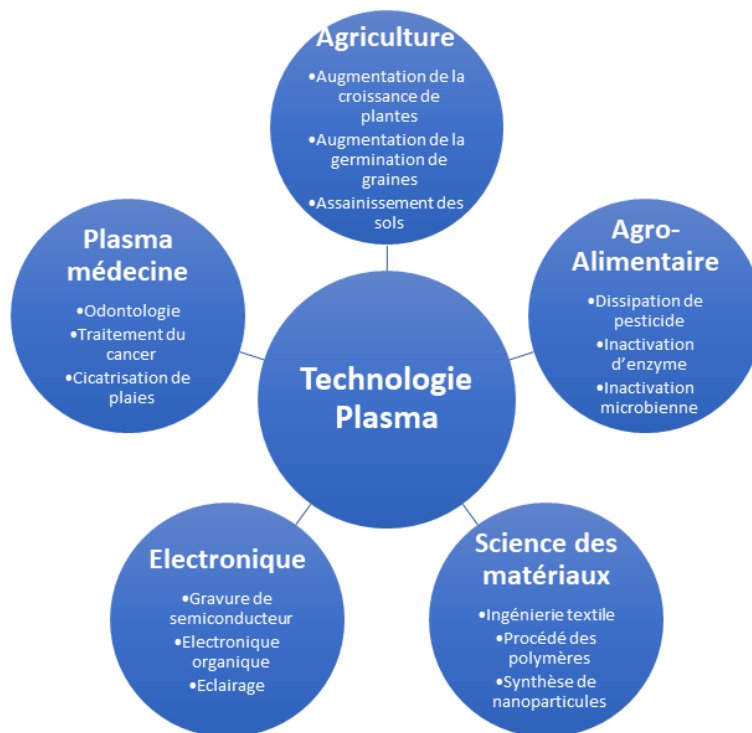 Agriculture
•Augmentation de la
croissance de
plantes
•Augmentation de la
germination de
graines
•Assainissement des
sols
Plasma
médecine
•Odontologie
•Traitement du
cancer
•Cicatrisation de
plaies
Agro-
Alimentaire
•Dissipation de
pesticide
•Inactivation
d’enzyme
•Inactivation
microbienne
Technologie
Plasma
Electronique
•Gravure de
semiconducteur
•Electronique
organique
•Eclairage
Science des
matériaux
•Ingénierie textile
•Procédé des
polymères
•Synthèse de
nanoparticules